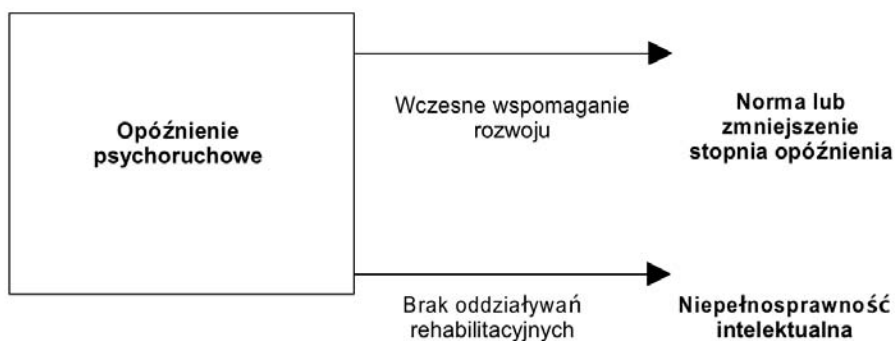 Opóźnienie
psychoruchowe
Wczesne wspomaganie
rozwoju
Norma lub
zmniejszenie
stopnia opóźnienia
Brak oddziaływań
rehabilitacyjnych
Niepełnosprawność
intelektualna